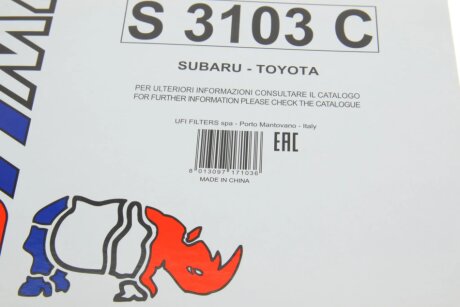 S 3103 C
SUBARU - TOYOTA
PER ULTERIORI INFORMAZIONI CONSULTARE IL CATALOGO
FOR FURTHER INFORMATION PLEASE CHECK THE CATALOGUE
UFI FILTERS spa - Porto Mantovano - Italy
EAC
8 013097 171036
MADE IN CHINA